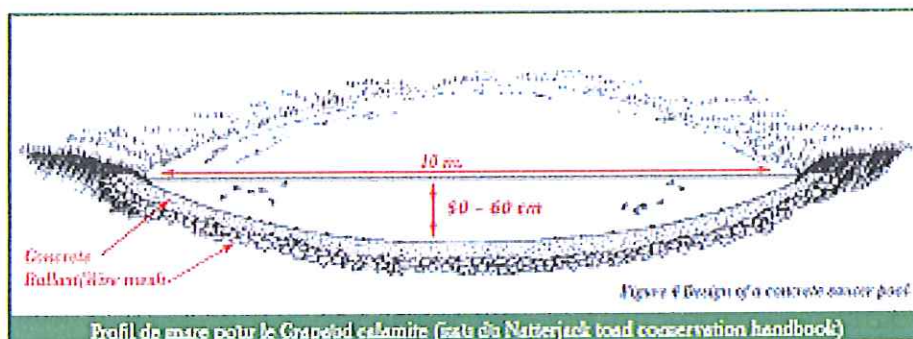 10 m.
50 – 60 cm
Concrete
Ballast/Wire mesh
Figure 4 Design of a concrete saucer pool
Profil de mare pour le Crapaud calamite (issu du Natterjack toad conservation handbook)